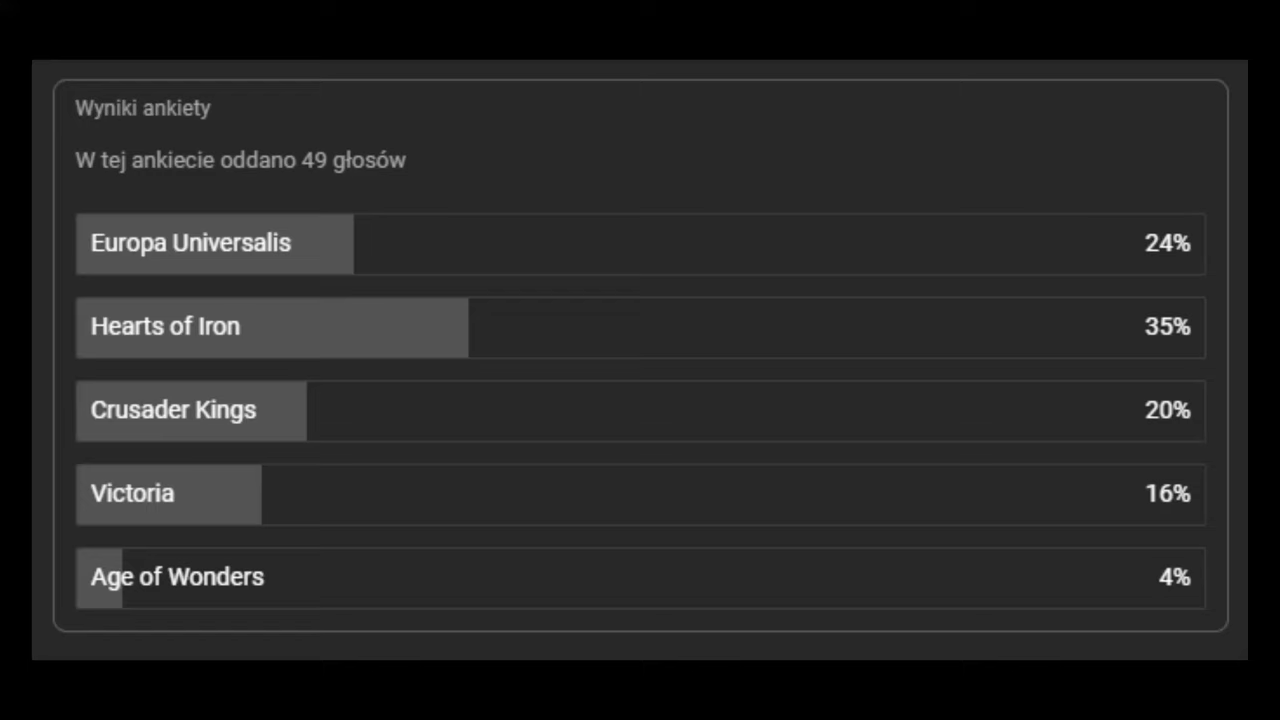 Wyniki ankiety
W tej ankiecie oddano 49 głosów
Europa Universalis 24%
Hearts of Iron 35%
Crusader Kings 20%
Victoria 16%
Age of Wonders 4%